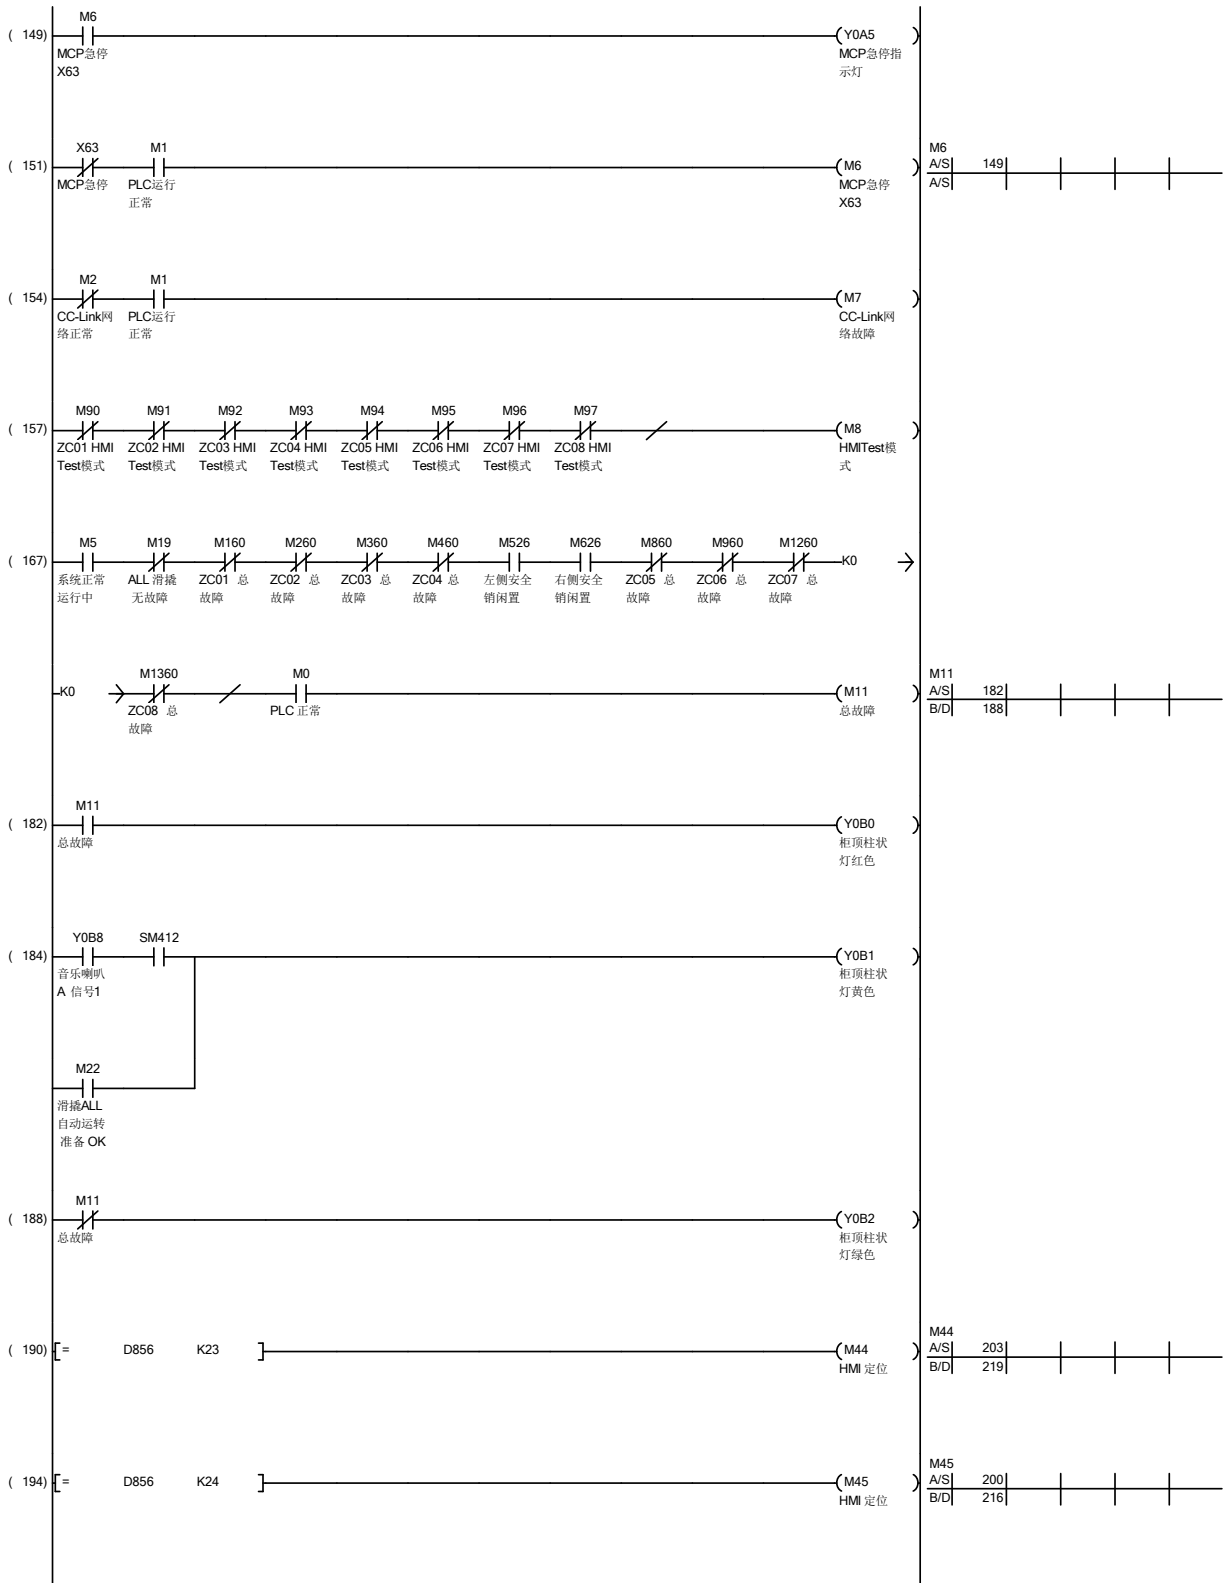 M6
( 149)
Y0A5
MCP急停
X63
MCP急停指
示灯
X63 M1
( 151)
M6
MCP急停
PLC运行
正常
MCP急停
X63
M6
A/S 149
A/S
M2 M1
( 154)
M7
CC-Link网
络正常
PLC运行
正常
CC-Link网
络故障
M90 M91 M92 M93 M94 M95 M96 M97
( 157)
M8
ZC01 HMI ZC02 HMI ZC03 HMI ZC04 HMI ZC05 HMI ZC06 HMI ZC07 HMI ZC08 HMI
Test模式 Test模式 Test模式 Test模式 Test模式 Test模式 Test模式 Test模式
HMITest模
式
M5 M19 M160 M260 M360 M460 M526 M626 M860 M960 M1260
( 167)
K0
系统正常 ALL 滑撬 ZC01 总 ZC02 总 ZC03 总 ZC04 总 左侧安全 右侧安全 ZC05 总 ZC06 总 ZC07 总
运行中 无故障 故障 故障 故障 故障 销闲置 销闲置 故障 故障 故障
M1360 M0
K0
M11
ZC08 总
故障
PLC 正常
总故障
M11
A/S 182
B/D 188
M11
( 182)
Y0B0
总故障
柜顶柱状
灯红色
Y0B8 SM412
( 184)
Y0B1
音乐喇叭
A 信号1
柜顶柱状
灯黄色
M22
滑撬ALL
自动运转
准备 OK
M11
( 188)
Y0B2
总故障
柜顶柱状
灯绿色
( 190) = D856 K23
M44
HMI 定位
M44
A/S 203
B/D 219
( 194) = D856 K24
M45
HMI 定位
M45
A/S 200
B/D 216